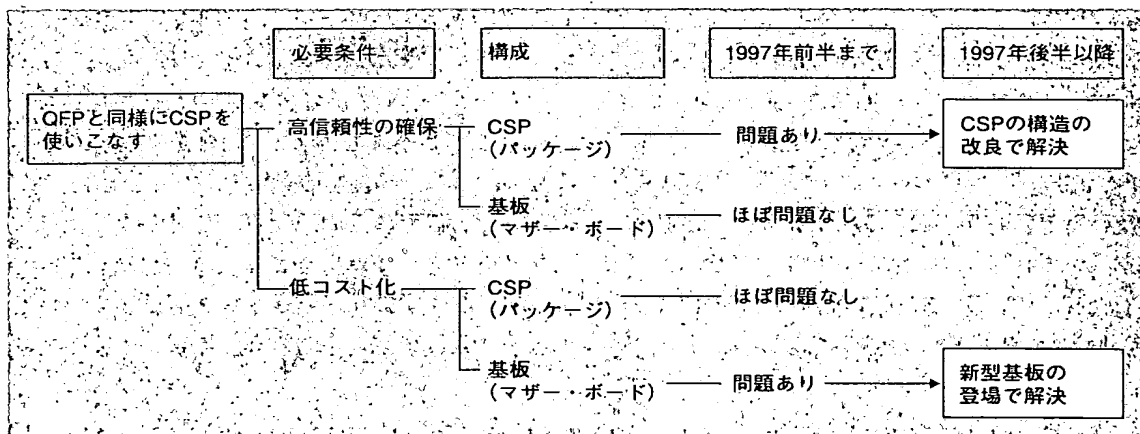 必要条件
構成
1997年前半まで
1997年後半以降
QFPと同様にCSPを
使いこなす
高信頼性の確保
CSP
(パッケージ)
問題あり
CSPの構造の
改良で解決
基板
(マザー・ボード)
ほぼ問題なし
低コスト化
CSP
(パッケージ)
ほぼ問題なし
基板
(マザー・ボード)
問題あり
新型基板の
登場で解決